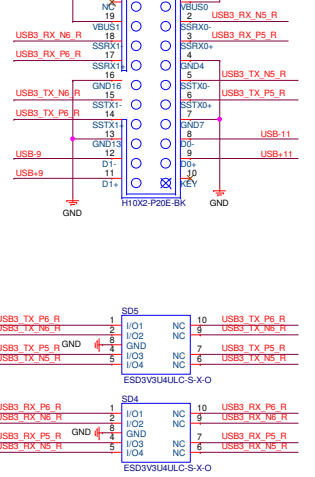 NC VBUS0
19 2 USB3_RX_N5_R
VBUS1 SSRX0-
USB3_RX_N6_R 18 3 USB3_RX_P5_R
SSRX1- SSRX0+
USB3_RX_P6_R 17 4
SSRX1+ GND4
16 5 USB3_TX_N5_R
GND16 SSTX0-
USB3_TX_N6_R 15 6 USB3_TX_P5_R
SSTX1- SSTX0+
USB3_TX_P6_R 14 7
SSTX1+ GND7
13 8 USB-11
GND13 D0-
USB-9 12 9 USB+11
D1- D0+
USB+9 11 10
D1+ KEY
H10X2-P20E-BK
GND GND
SD5
USB3_TX_P6_R 1 I/O1 NC 10 USB3_TX_P6_R
USB3_TX_N6_R 2 I/O2 NC 9 USB3_TX_N6_R
GND 8 GND
USB3_TX_P5_R 4 I/O3 NC 7 USB3_TX_P5_R
USB3_TX_N5_R 5 I/O4 NC 6 USB3_TX_N5_R
ESD3V3U4ULC-S-X-O
SD4
USB3_RX_P6_R 1 I/O1 NC 10 USB3_RX_P6_R
USB3_RX_N6_R 2 I/O2 NC 9 USB3_RX_N6_R
GND 8 GND
USB3_RX_P5_R 4 I/O3 NC 7 USB3_RX_P5_R
USB3_RX_N5_R 5 I/O4 NC 6 USB3_RX_N5_R
ESD3V3U4ULC-S-X-O